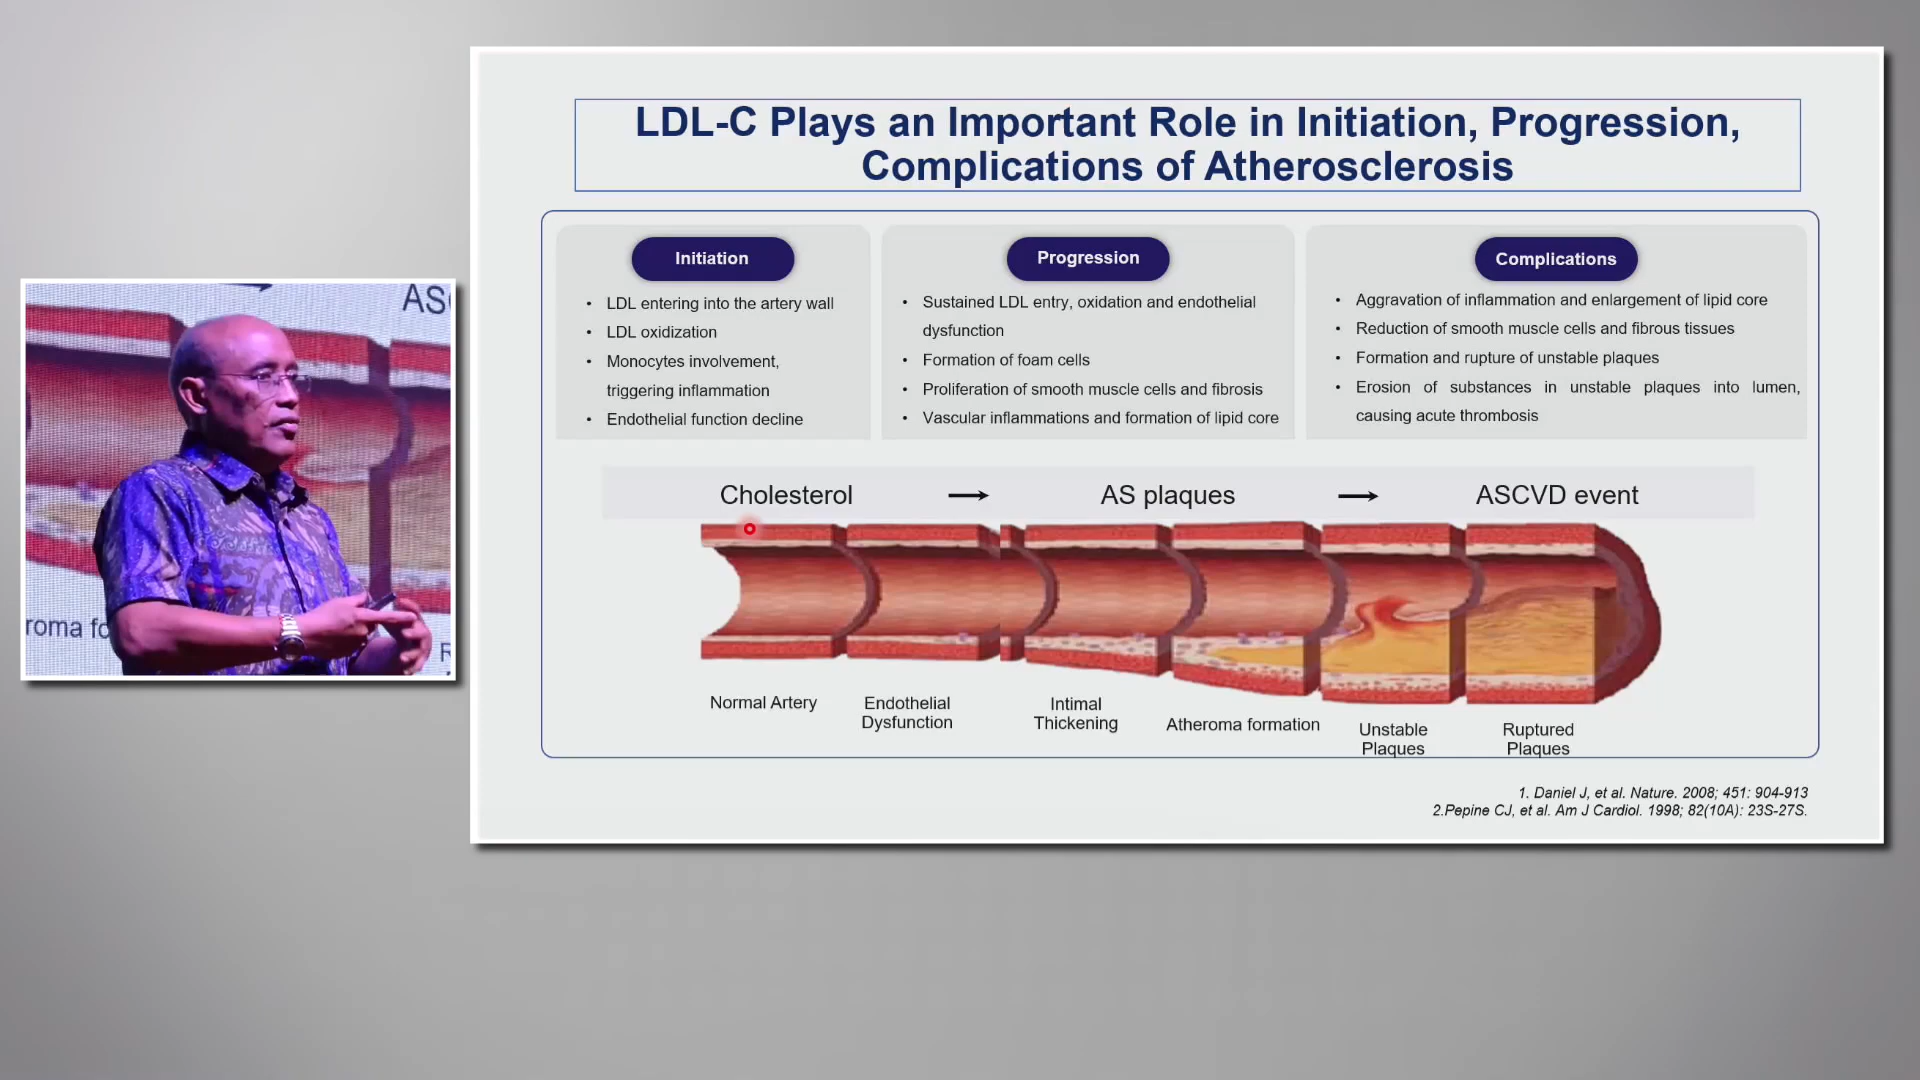 LDL-C Plays an Important Role in Initiation, Progression,
Complications of Atherosclerosis
Initiation
• LDL entering into the artery wall
• LDL oxidization
• Monocytes involvement,
triggering inflammation
• Endothelial function decline
Progression
• Sustained LDL entry, oxidation and endothelial
dysfunction
• Formation of foam cells
• Proliferation of smooth muscle cells and fibrosis
• Vascular inflammations and formation of lipid core
Complications
• Aggravation of inflammation and enlargement of lipid core
• Reduction of smooth muscle cells and fibrous tissues
• Formation and rupture of unstable plaques
• Erosion of substances in unstable plaques into lumen,
causing acute thrombosis
Cholesterol → AS plaques → ASCVD event
Normal Artery
Endothelial
Dysfunction
Intimal
Thickening
Atheroma formation
Unstable
Plaques
Ruptured
Plaques
1. Daniel J, et al. Nature. 2008; 451: 904-913
2.Pepine CJ, et al. Am J Cardiol. 1998; 82(10A): 23S-27S.
ASC
roma fo
R